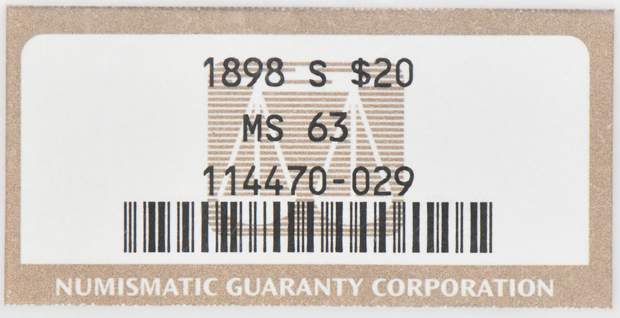 1898 S $20
MS 63
114470-029
NUMISMATIC GUARANTY CORPORATION